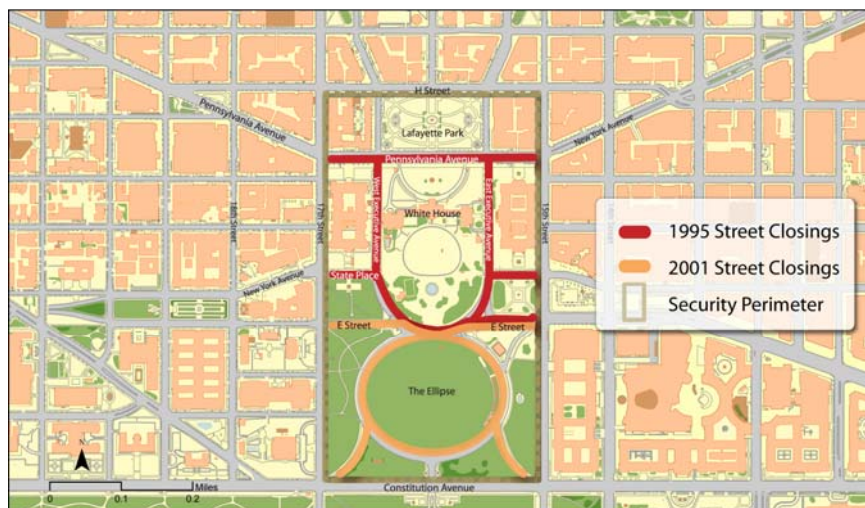 H Street
Pennsylvania Avenue
Lafayette Park
New York Avenue
Pennsylvania Avenue
West Executive Avenue
East Executive Avenue
18th Street
17th Street
White House
15th Street
14th Street
1995 Street Closings
2001 Street Closings
Security Perimeter
State Place
New York Avenue
E Street
E Street
The Ellipse
N
Constitution Avenue
Miles
0
0.1
0.2